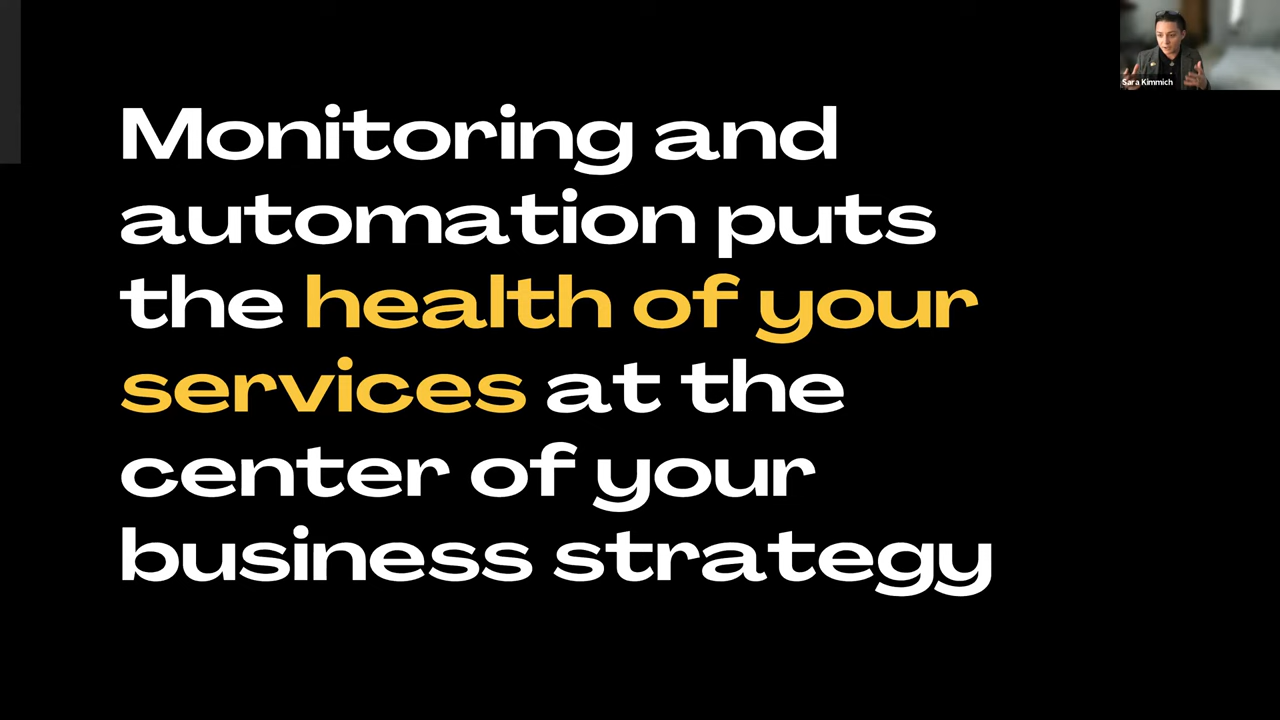 Monitoring and
automation puts
the health of your
services at the
center of your
business strategy
Sara Kimmich